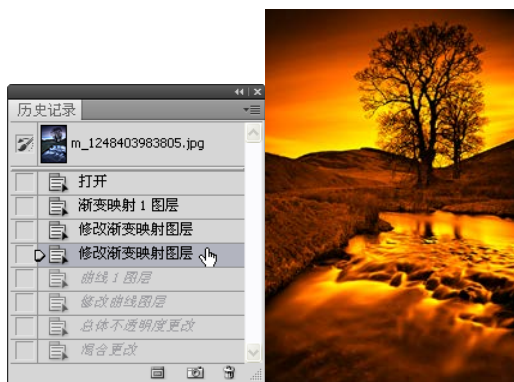 历史记录
m_1248403983805.jpg
打开
渐变映射 1 图层
修改渐变映射图层
修改渐变映射图层
曲线 1 图层
修改曲线图层
总体不透明度更改
混合更改